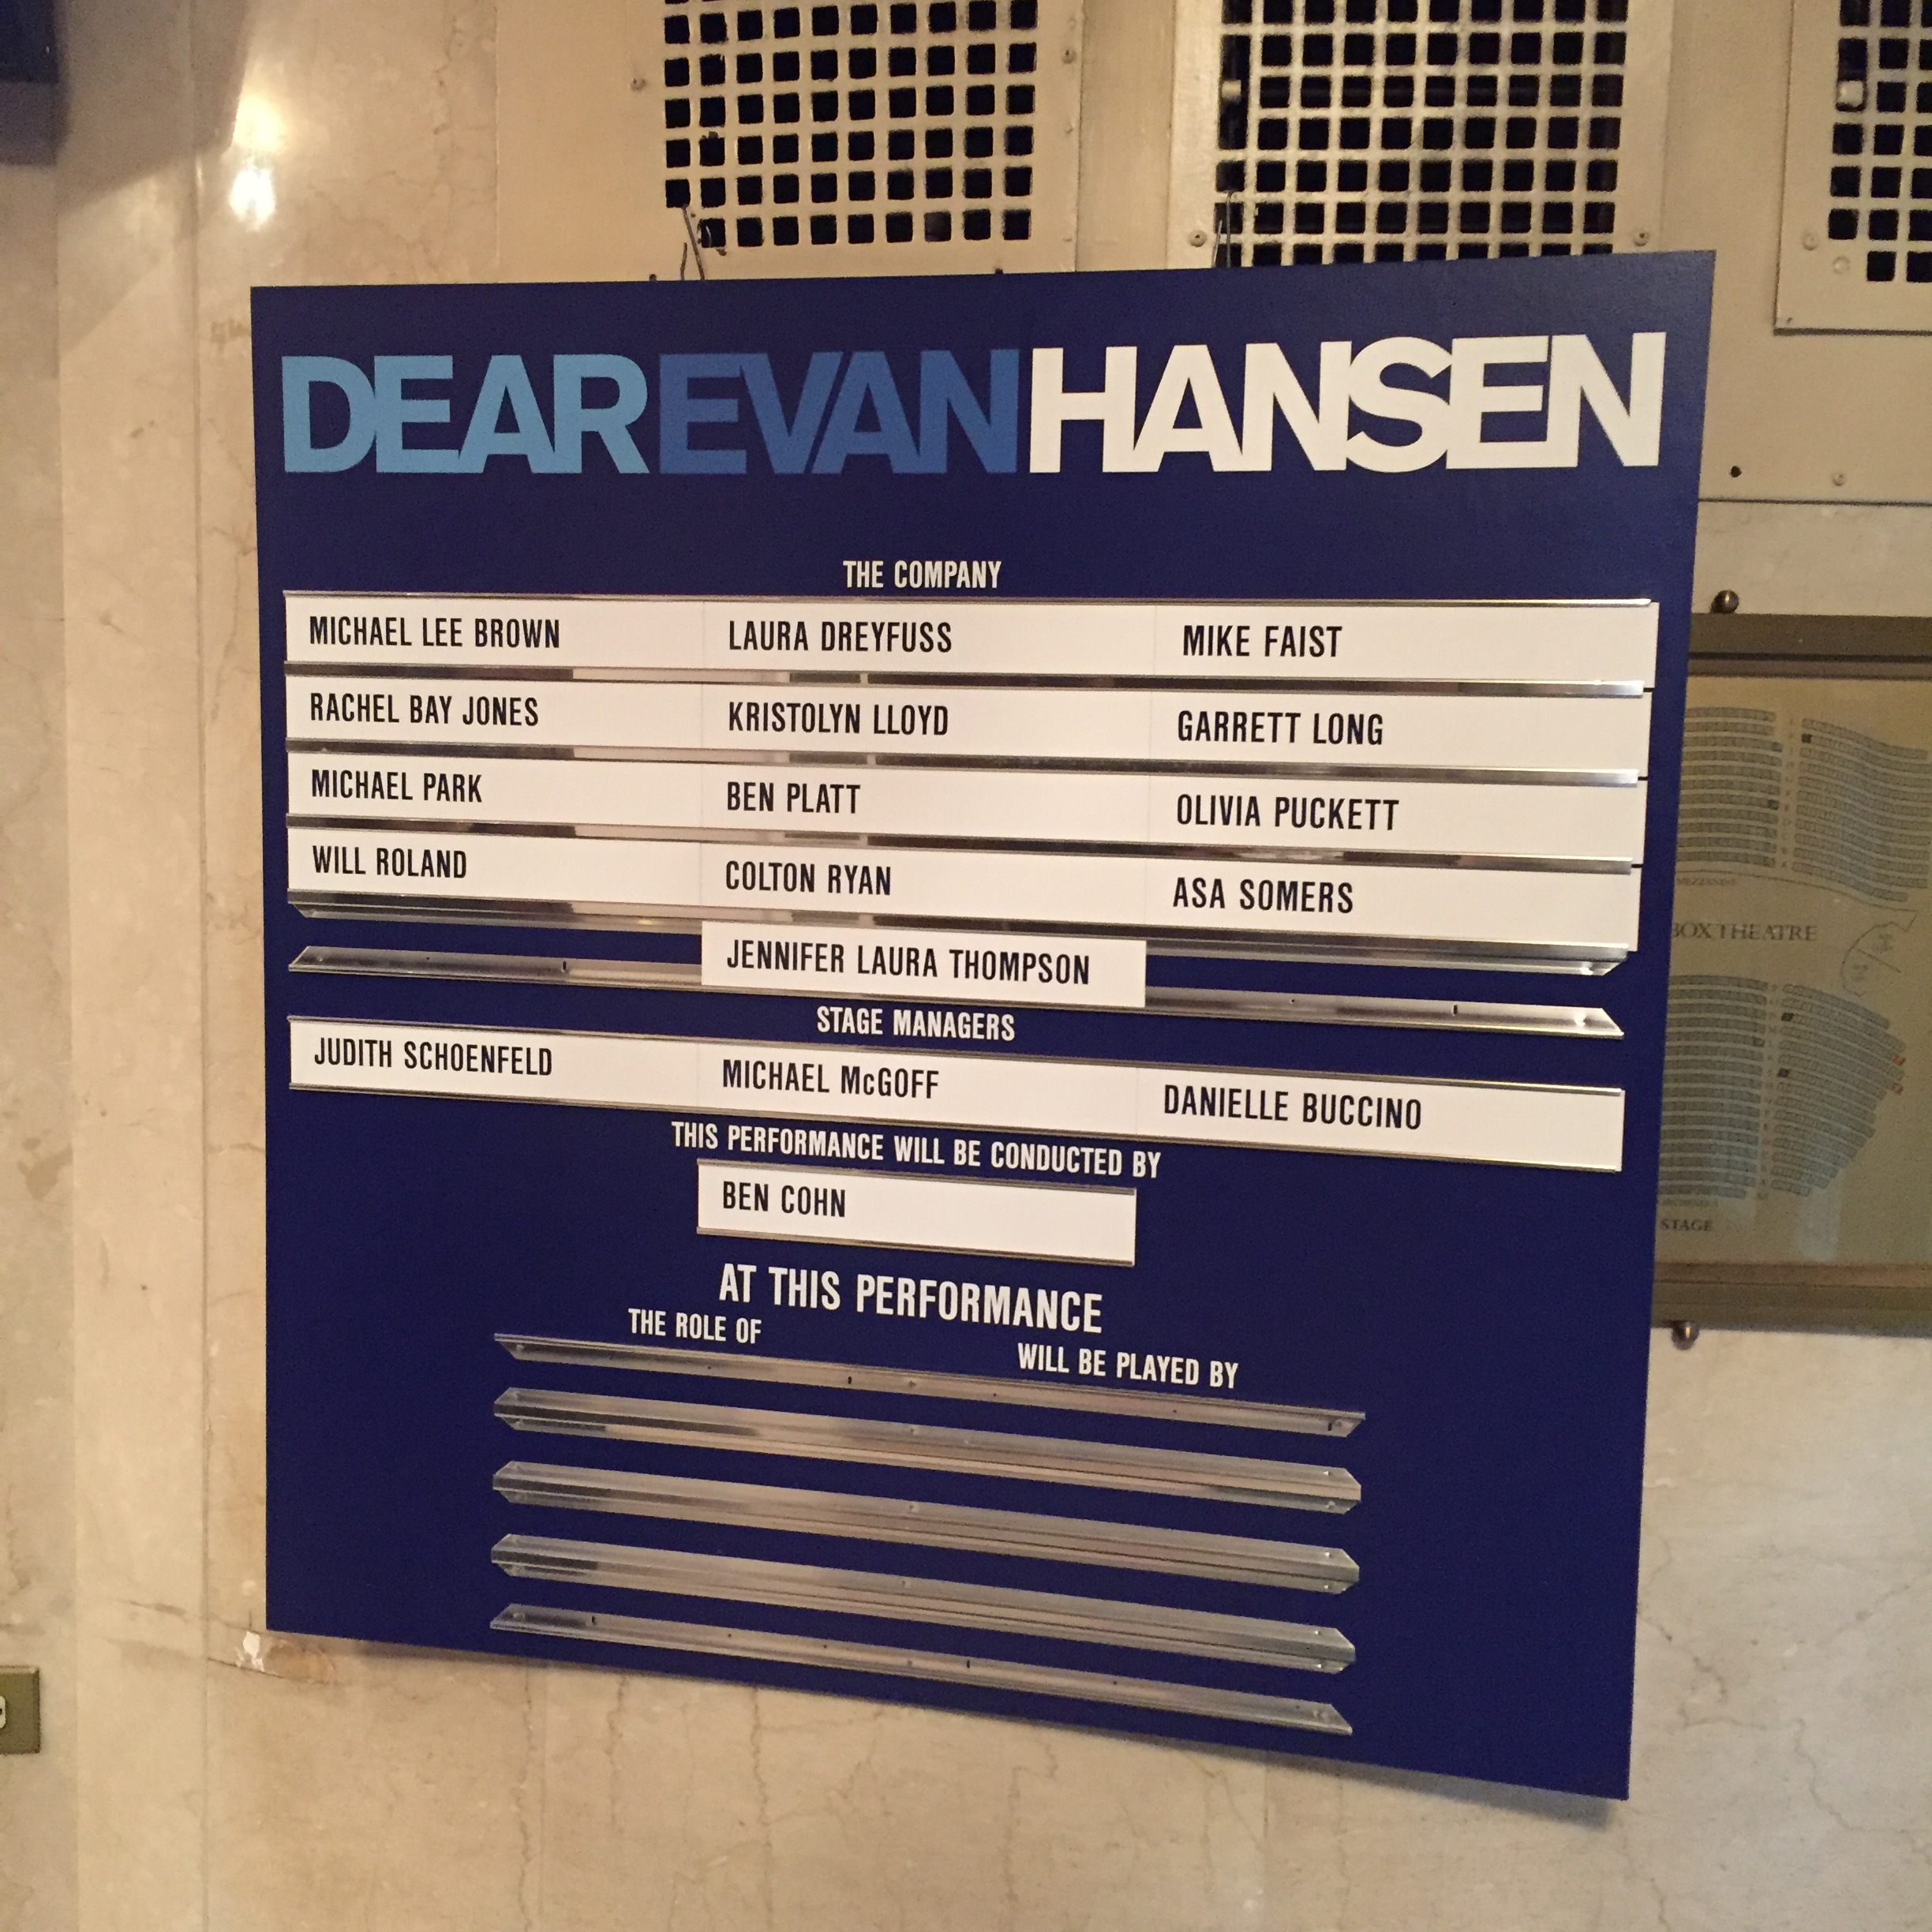 DEAR EVAN HANSEN
THE COMPANY
MICHAEL LEE BROWN LAURA DREYFUSS MIKE FAIST
RACHEL BAY JONES KRISTOLYN LLOYD GARRETT LONG
MICHAEL PARK BEN PLATT OLIVIA PUCKETT
WILL ROLAND COLTON RYAN ASA SOMERS
JENNIFER LAURA THOMPSON
STAGE MANAGERS
JUDITH SCHOENFELD MICHAEL McGOFF DANIELLE BUCCINO
THIS PERFORMANCE WILL BE CONDUCTED BY
BEN COHN
AT THIS PERFORMANCE
THE ROLE OF WILL BE PLAYED BY
MEZZANINE
BOX THEATRE
STAGE